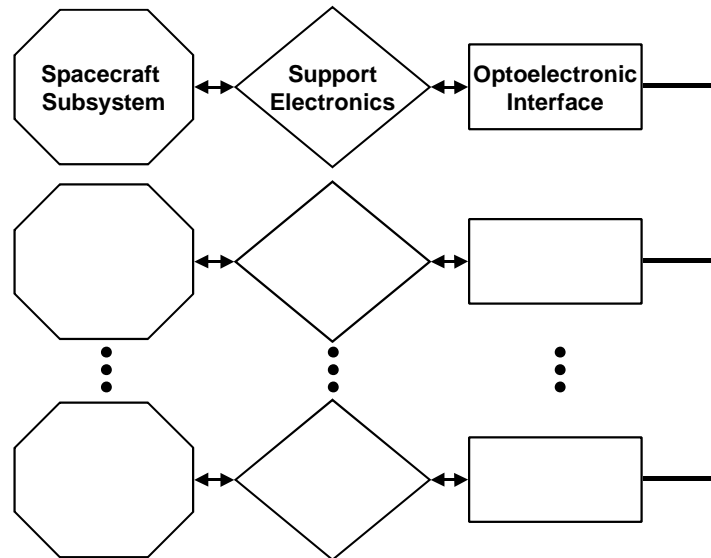 Spacecraft
Subsystem
Support
Electronics
Optoelectronic
Interface